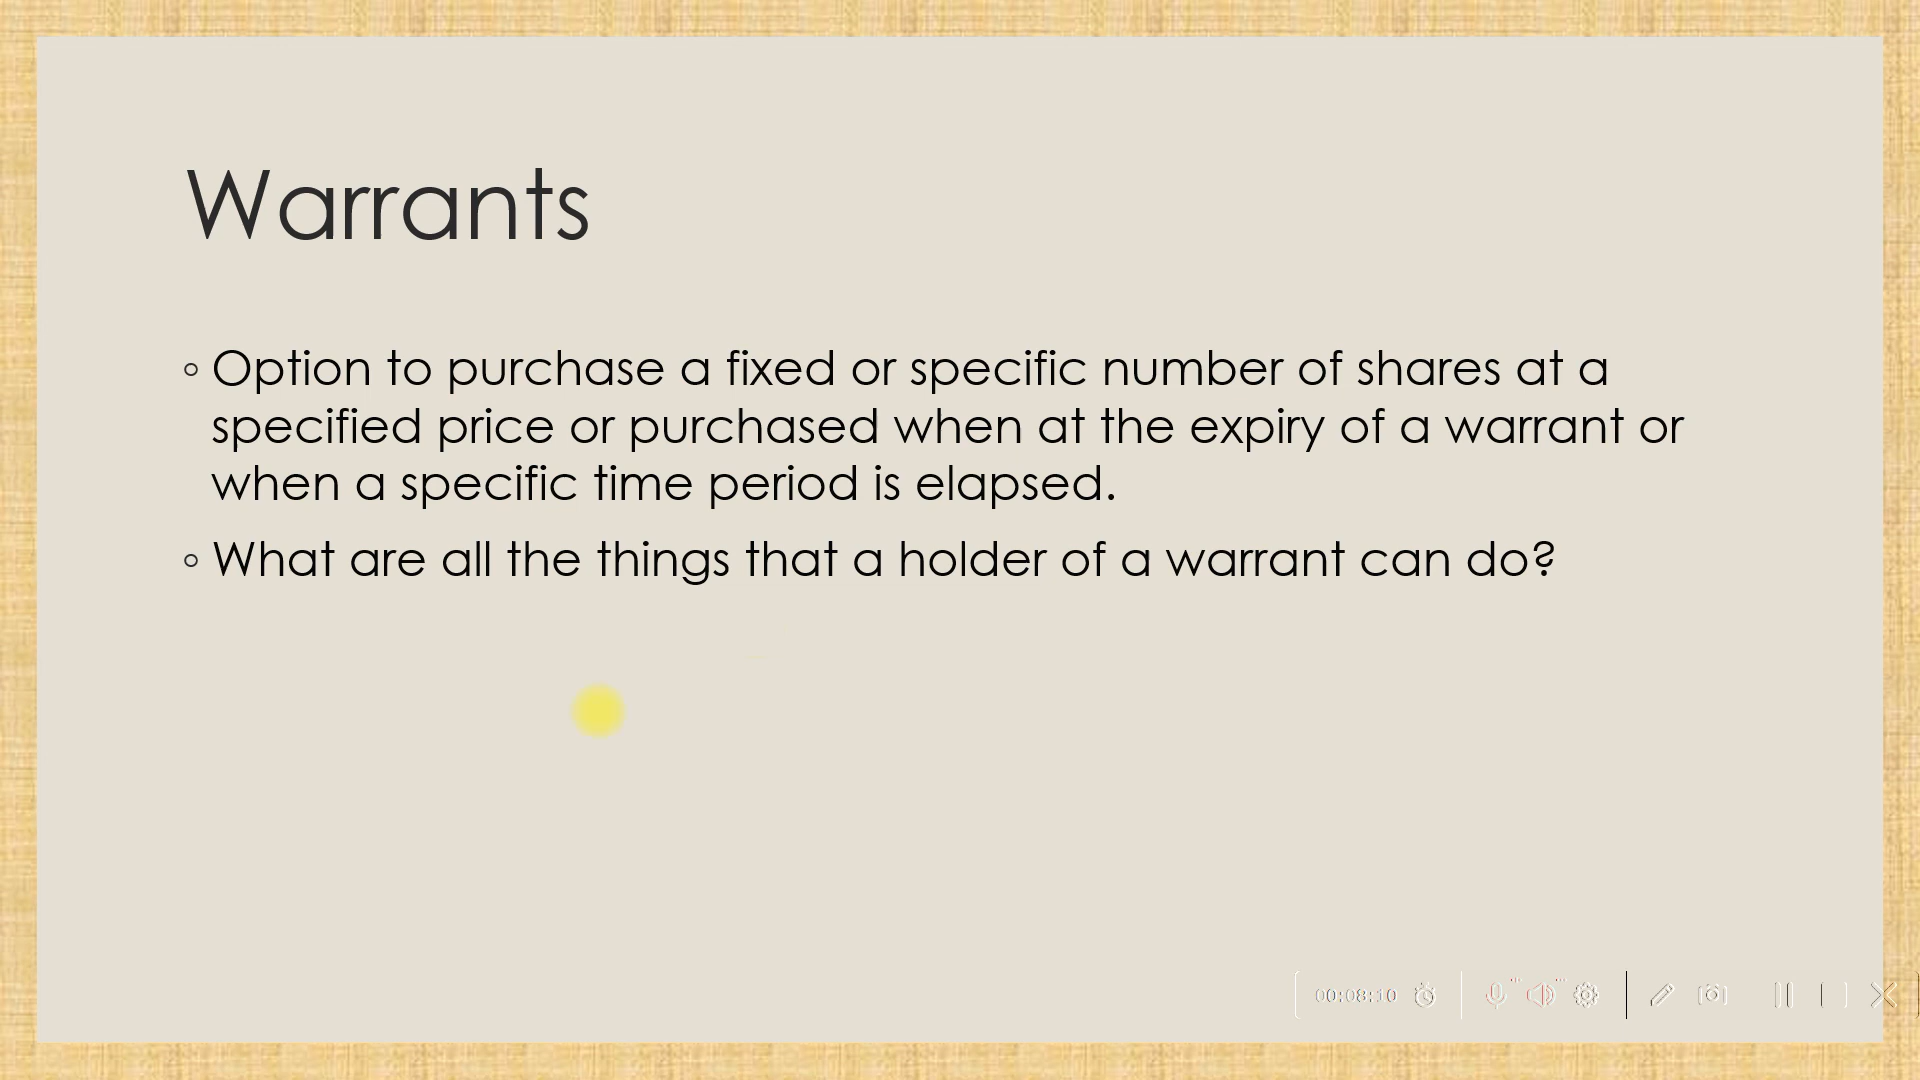 Warrants
◦ Option to purchase a fixed or specific number of shares at a
specified price or purchased when at the expiry of a warrant or
when a specific time period is elapsed.
◦ What are all the things that a holder of a warrant can do?
00:08:10